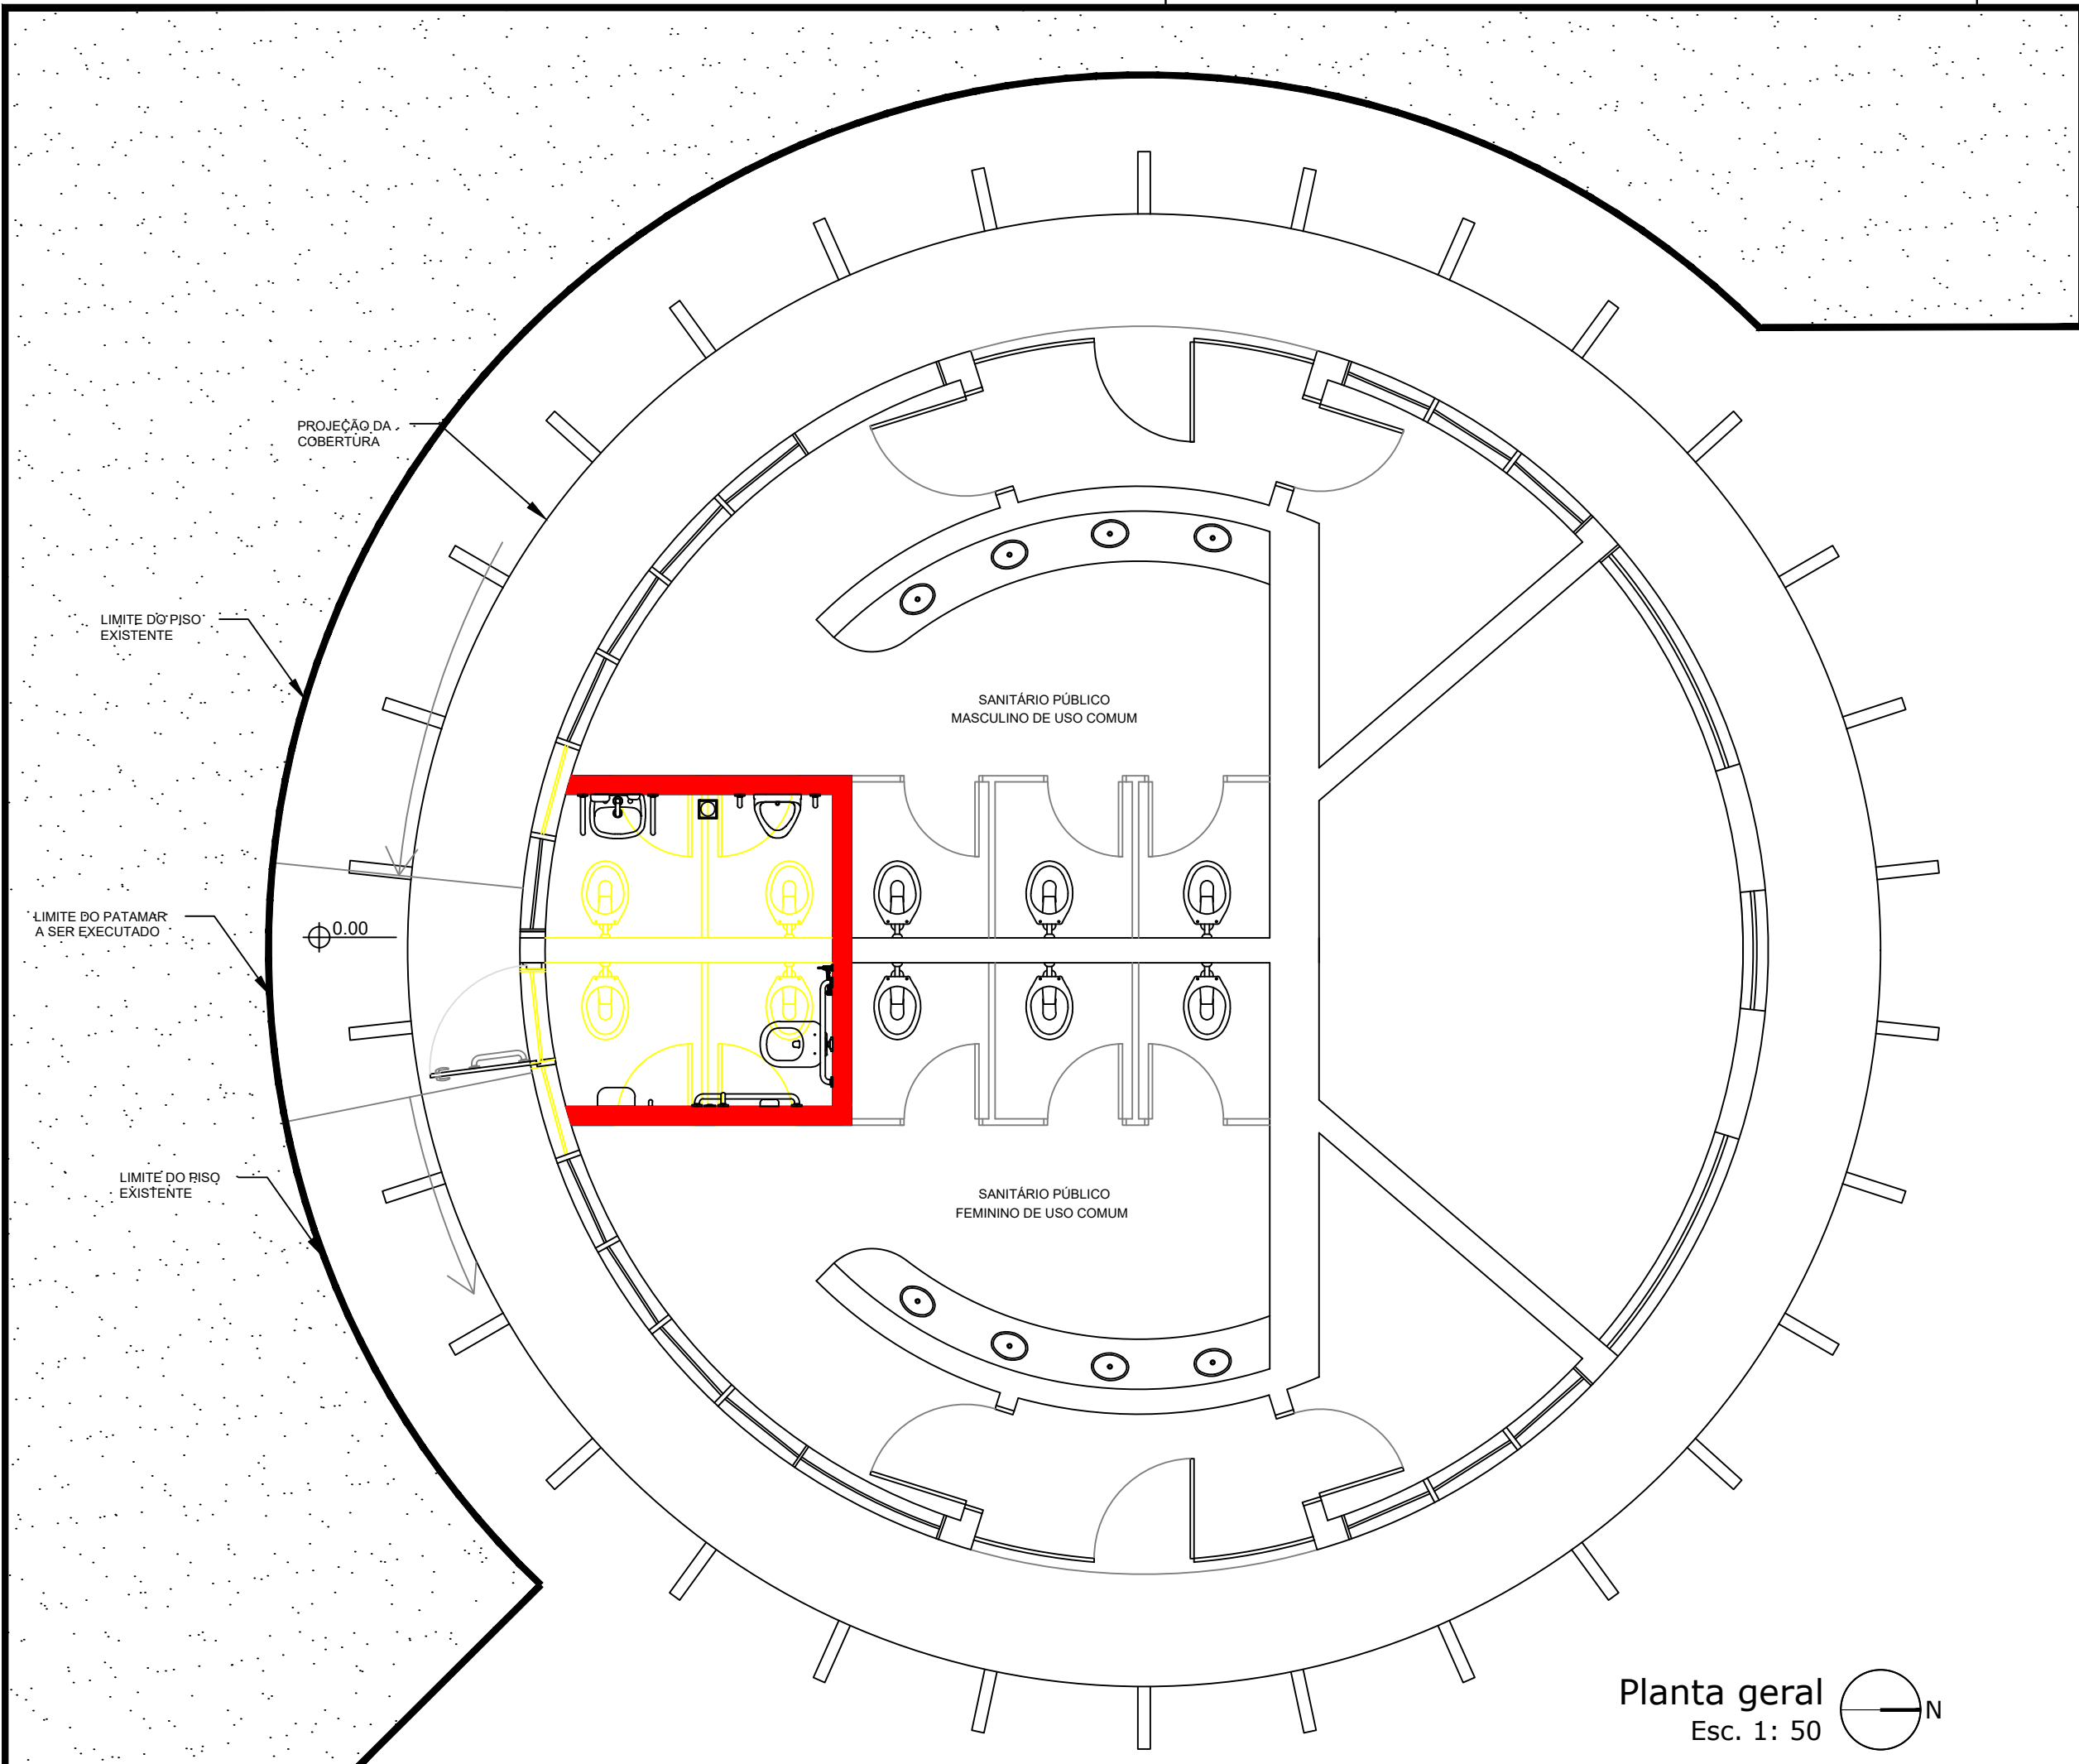 PROJEÇÃO DA
COBERTURA
LIMITE DO PISO
EXISTENTE
SANITÁRIO PÚBLICO
MASCULINO DE USO COMUM
LIMITE DO PATAMAR
A SER EXECUTADO
0.00
LIMITE DO PISO
EXISTENTE
SANITÁRIO PÚBLICO
FEMININO DE USO COMUM
Planta geral
N
Esc. 1: 50